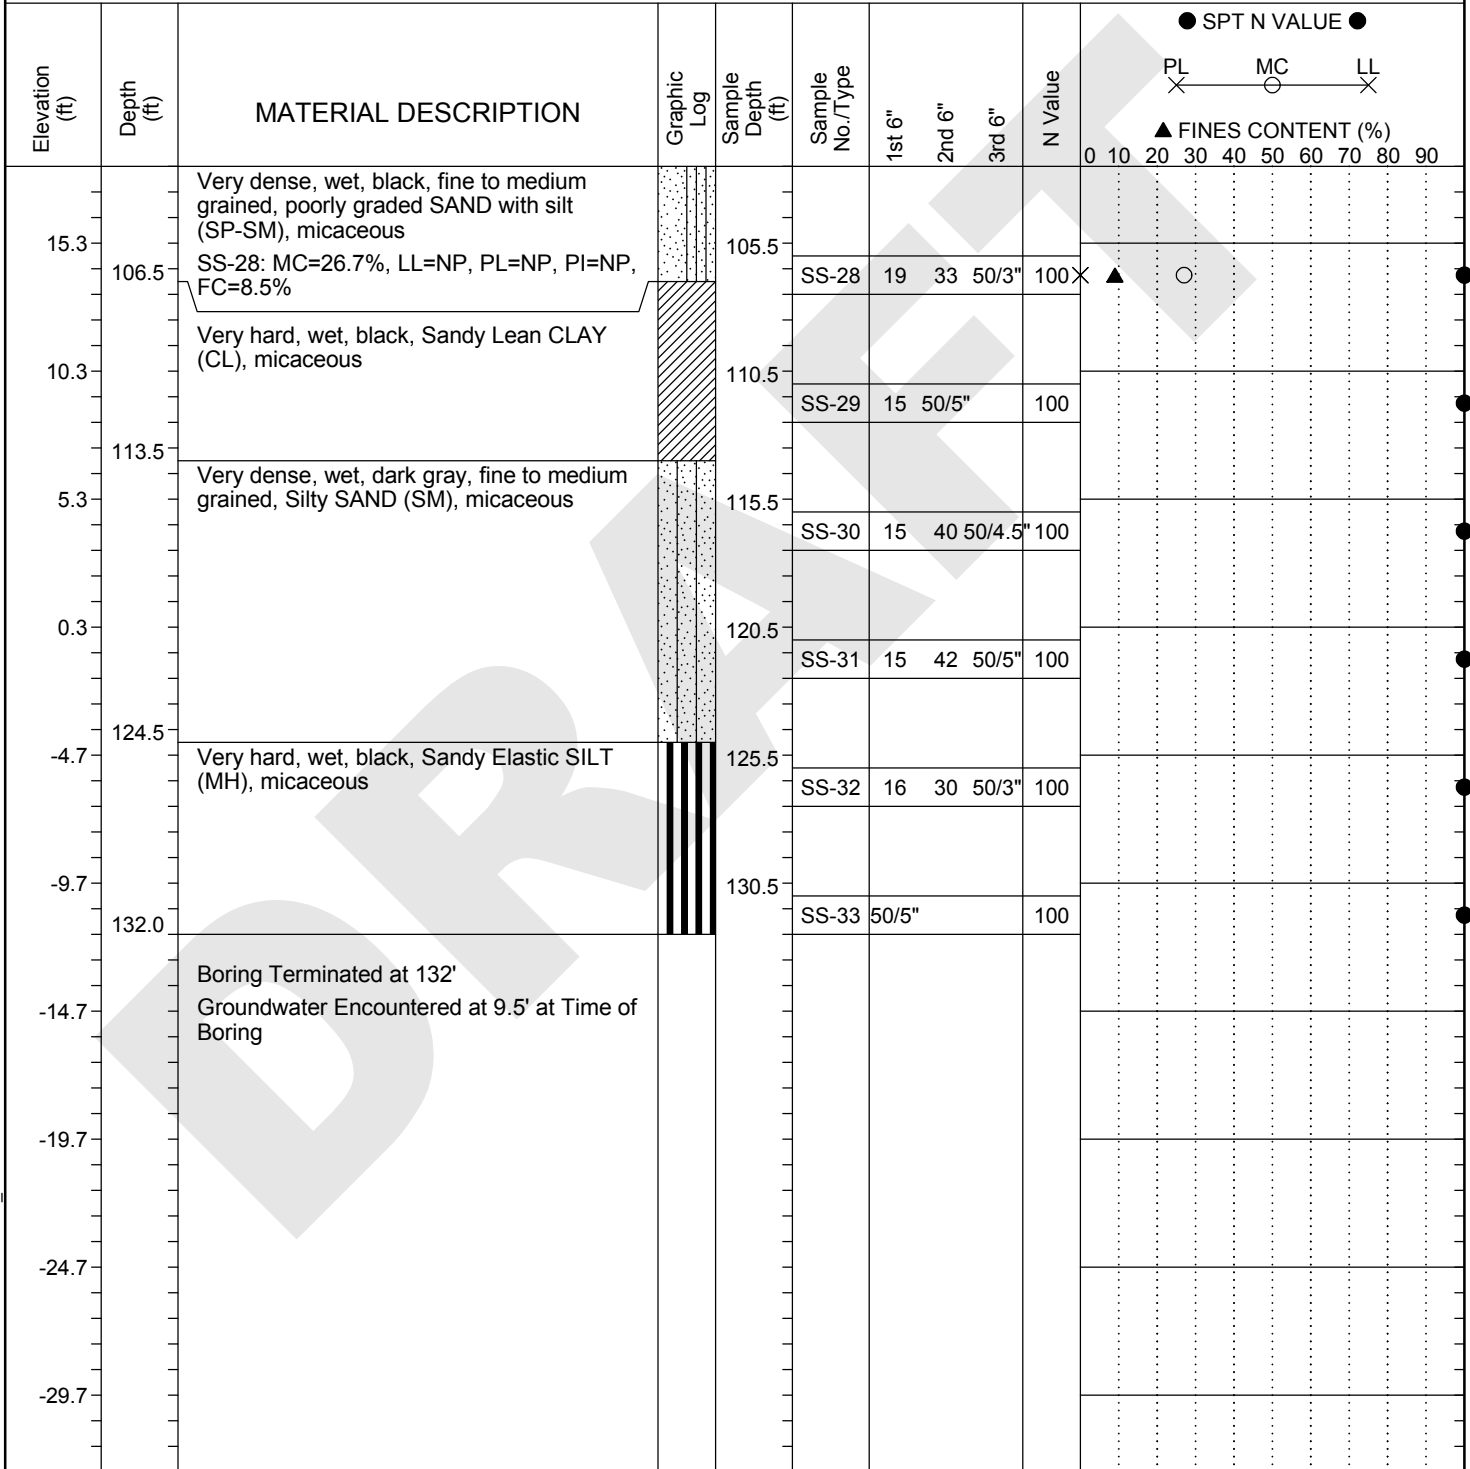 Elevation (ft)
Depth (ft)
MATERIAL DESCRIPTION
Graphic Log
Sample Depth (ft)
Sample No./Type
1st 6"
2nd 6"
3rd 6"
N Value
● SPT N VALUE ●
PL MC LL
▲ FINES CONTENT (%)
0 10 20 30 40 50 60 70 80 90
Very dense, wet, black, fine to medium
grained, poorly graded SAND with silt
(SP-SM), micaceous
15.3
105.5
106.5
SS-28: MC=26.7%, LL=NP, PL=NP, PI=NP,
FC=8.5%
SS-28 19 33 50/3" 100
Very hard, wet, black, Sandy Lean CLAY
(CL), micaceous
10.3
110.5
SS-29 15 50/5" 100
113.5
Very dense, wet, dark gray, fine to medium
grained, Silty SAND (SM), micaceous
5.3
115.5
SS-30 15 40 50/4.5" 100
0.3
120.5
SS-31 15 42 50/5" 100
124.5
Very hard, wet, black, Sandy Elastic SILT
(MH), micaceous
-4.7
125.5
SS-32 16 30 50/3" 100
-9.7
130.5
SS-33 50/5" 100
132.0
Boring Terminated at 132'
Groundwater Encountered at 9.5' at Time of
Boring
-14.7
-19.7
-24.7
-29.7
DRAFT